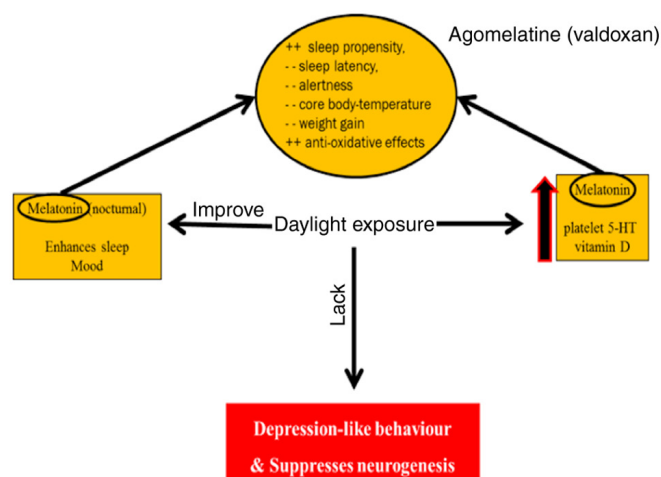 Agomelatine (valdoxan)
++ sleep propensity,
-- sleep latency,
-- alertness
-- core body-temperature
-- weight gain
++ anti-oxidative effects
Melatonin (nocturnal)
Enhances sleep
Mood
Improve
Daylight exposure
Melatonin
platelet 5-HT
vitamin D
Lack
Depression-like behaviour
& Suppresses neurogenesis